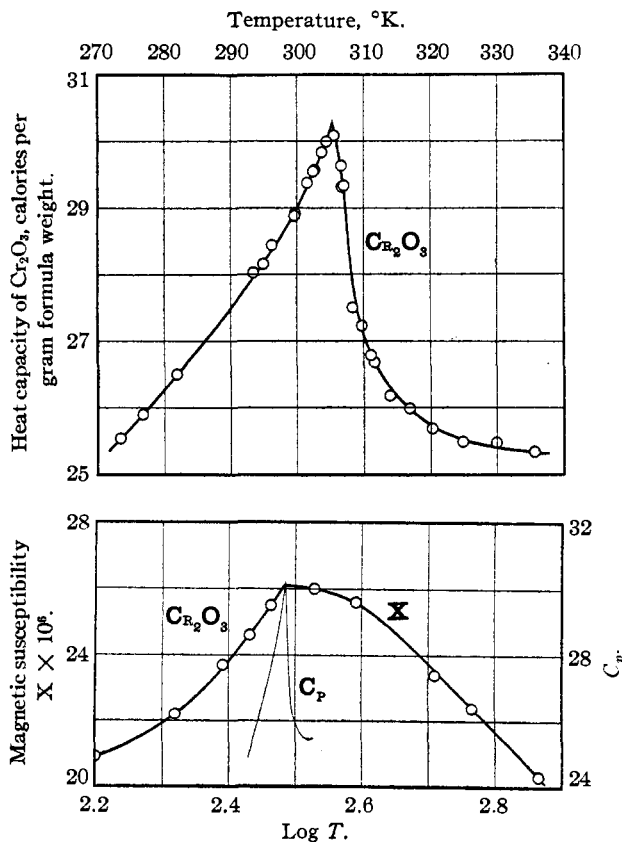 Temperature, °K.
270 280 290 300 310 320 330 340
Heat capacity of Cr₂O₃, calories per
gram formula weight.
31
29
27
25
CR₂O₃
Magnetic susceptibility
X × 10⁶.
28
24
20
CR₂O₃
X
CP
32
28
24
Cp.
2.2 2.4 2.6 2.8
Log T.